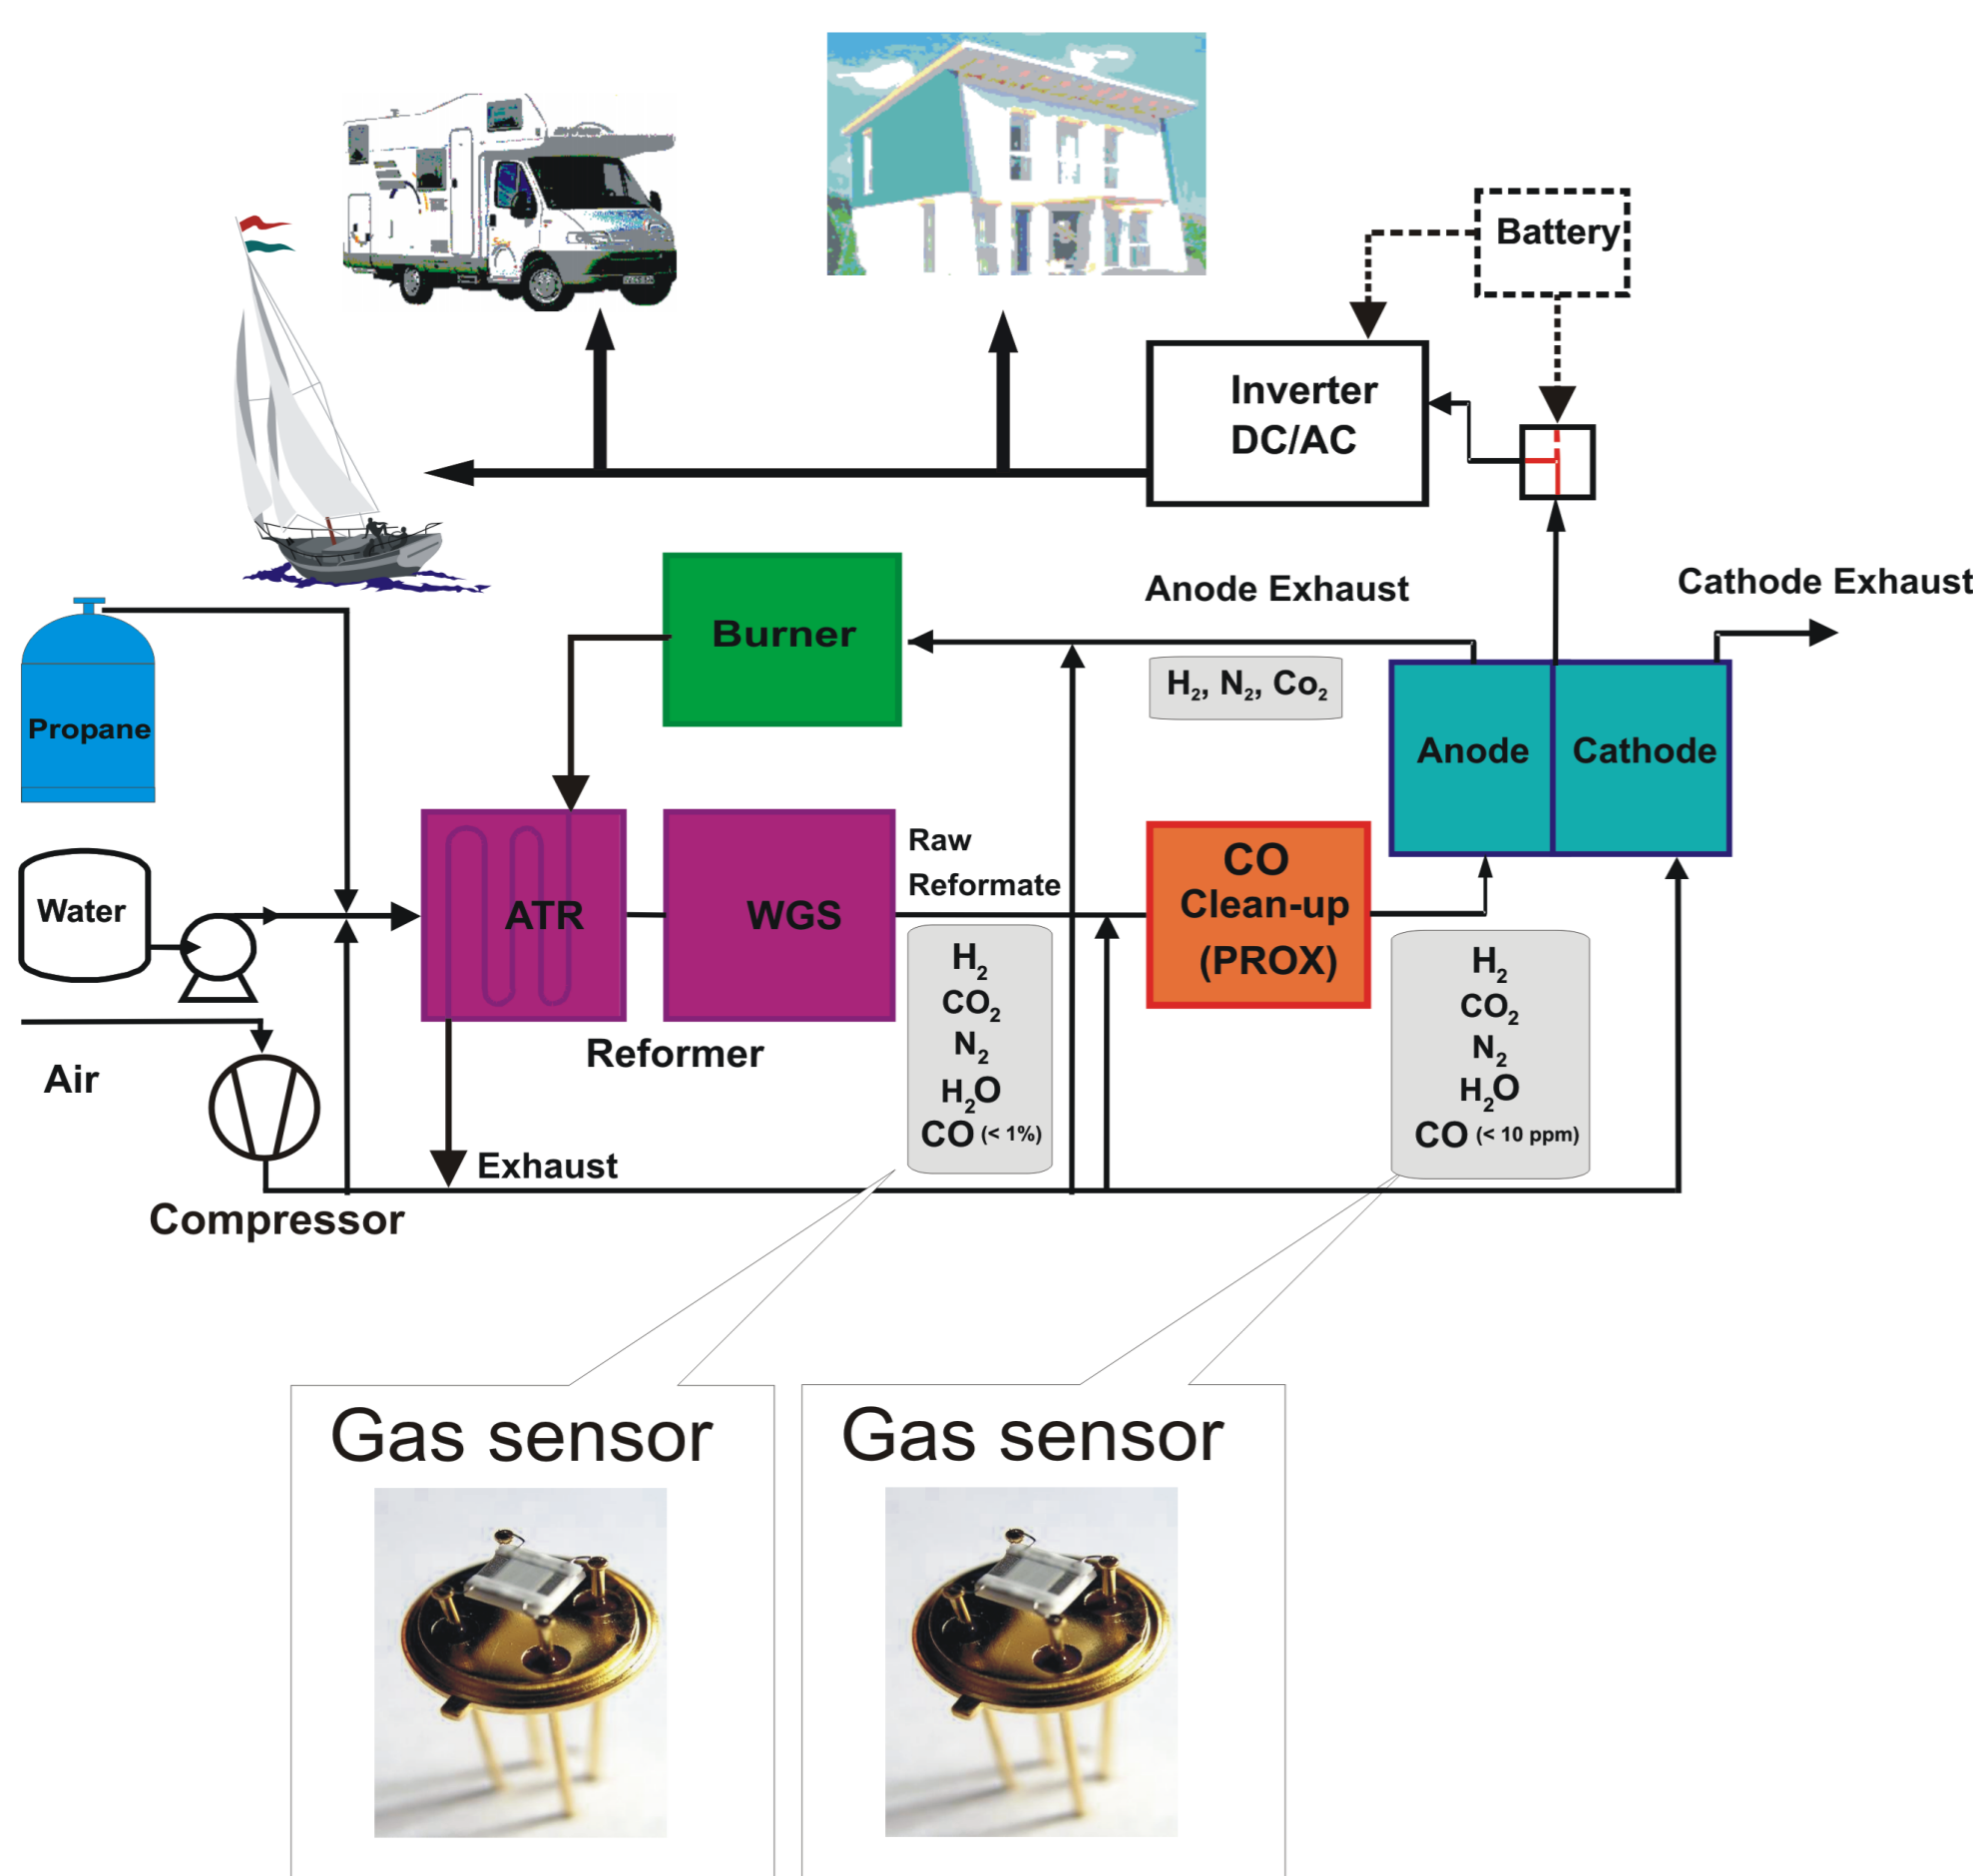 Battery
Inverter
DC/AC
Anode Exhaust
Cathode Exhaust
Burner
H₂, N₂, Co₂
Propane
Anode
Cathode
Water
ATR
WGS
Raw
Reformate
CO
Clean-up
(PROX)
H₂
CO₂
N₂
H₂O
CO (< 1%)
H₂
CO₂
N₂
H₂O
CO (< 10 ppm)
Reformer
Air
Exhaust
Compressor
Gas sensor
Gas sensor